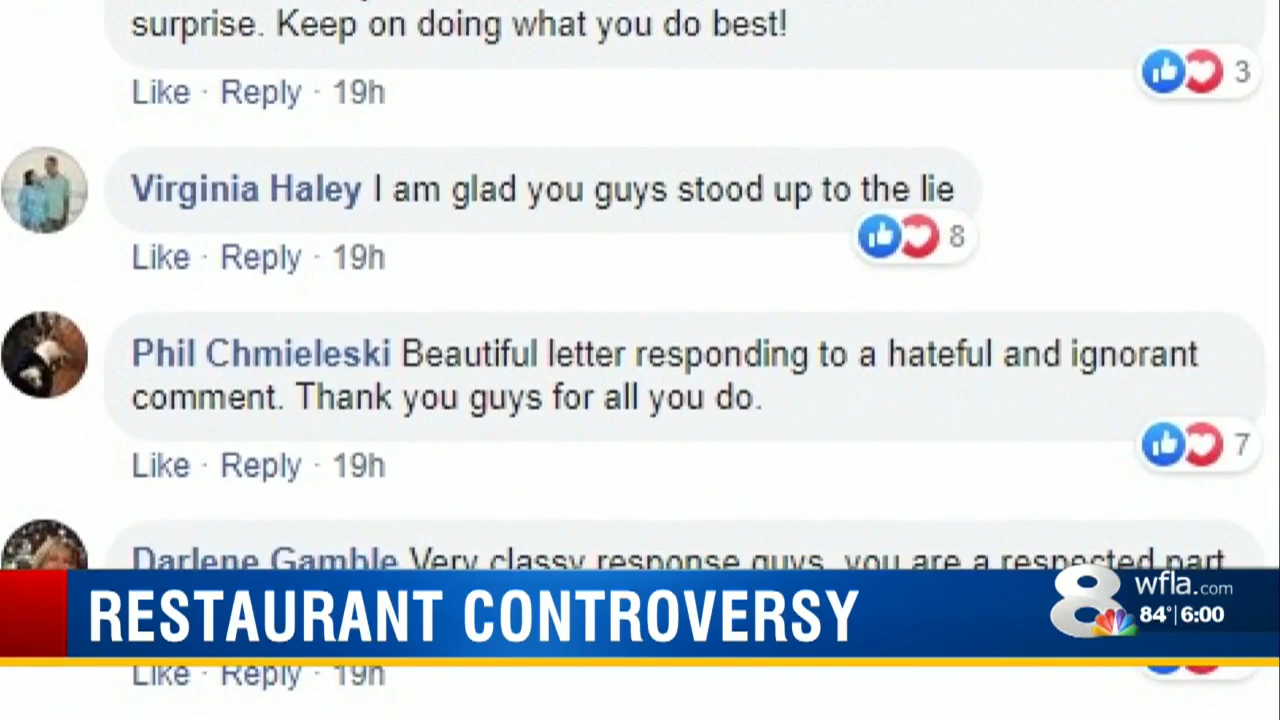 surprise. Keep on doing what you do best!
3
Like · Reply · 19h
Virginia Haley I am glad you guys stood up to the lie
8
Like · Reply · 19h
Phil Chmieleski Beautiful letter responding to a hateful and ignorant
comment. Thank you guys for all you do.
7
Like · Reply · 19h
Darlene Gamble Very classy response guys, you are a respected part
RESTAURANT CONTROVERSY
8 wfla.com
84° | 6:00
Like · Reply · 19h